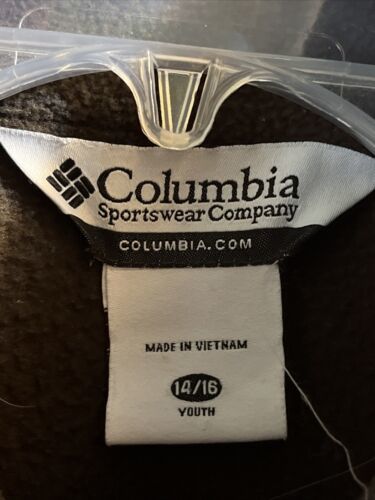 Columbia
Sportswear Company
COLUMBIA.COM
MADE IN VIETNAM
14/16
YOUTH